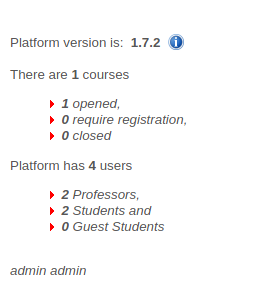 Platform version is: 1.7.2
There are 1 courses
1 opened,
0 require registration,
0 closed
Platform has 4 users
2 Professors,
2 Students and
0 Guest Students
admin admin